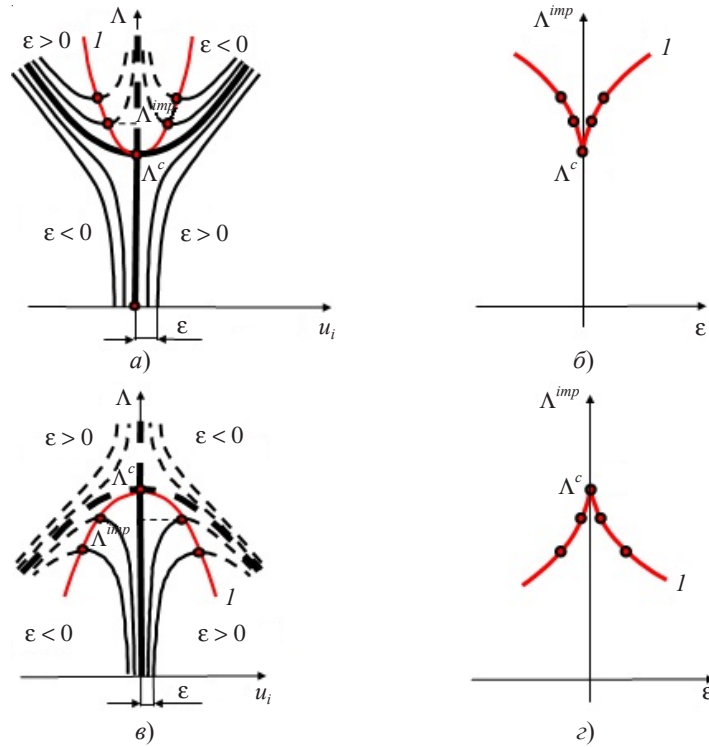 Λ
ε > 0
1
ε < 0
Λ^{imp}
Λ^c
ε < 0
ε > 0
ε
u_i
а)
Λ^{imp}
1
Λ^c
ε
б)
Λ
ε > 0
ε < 0
Λ^c
Λ^{imp}
1
ε < 0
ε > 0
ε
u_i
в)
Λ^{imp}
Λ^c
1
ε
г)